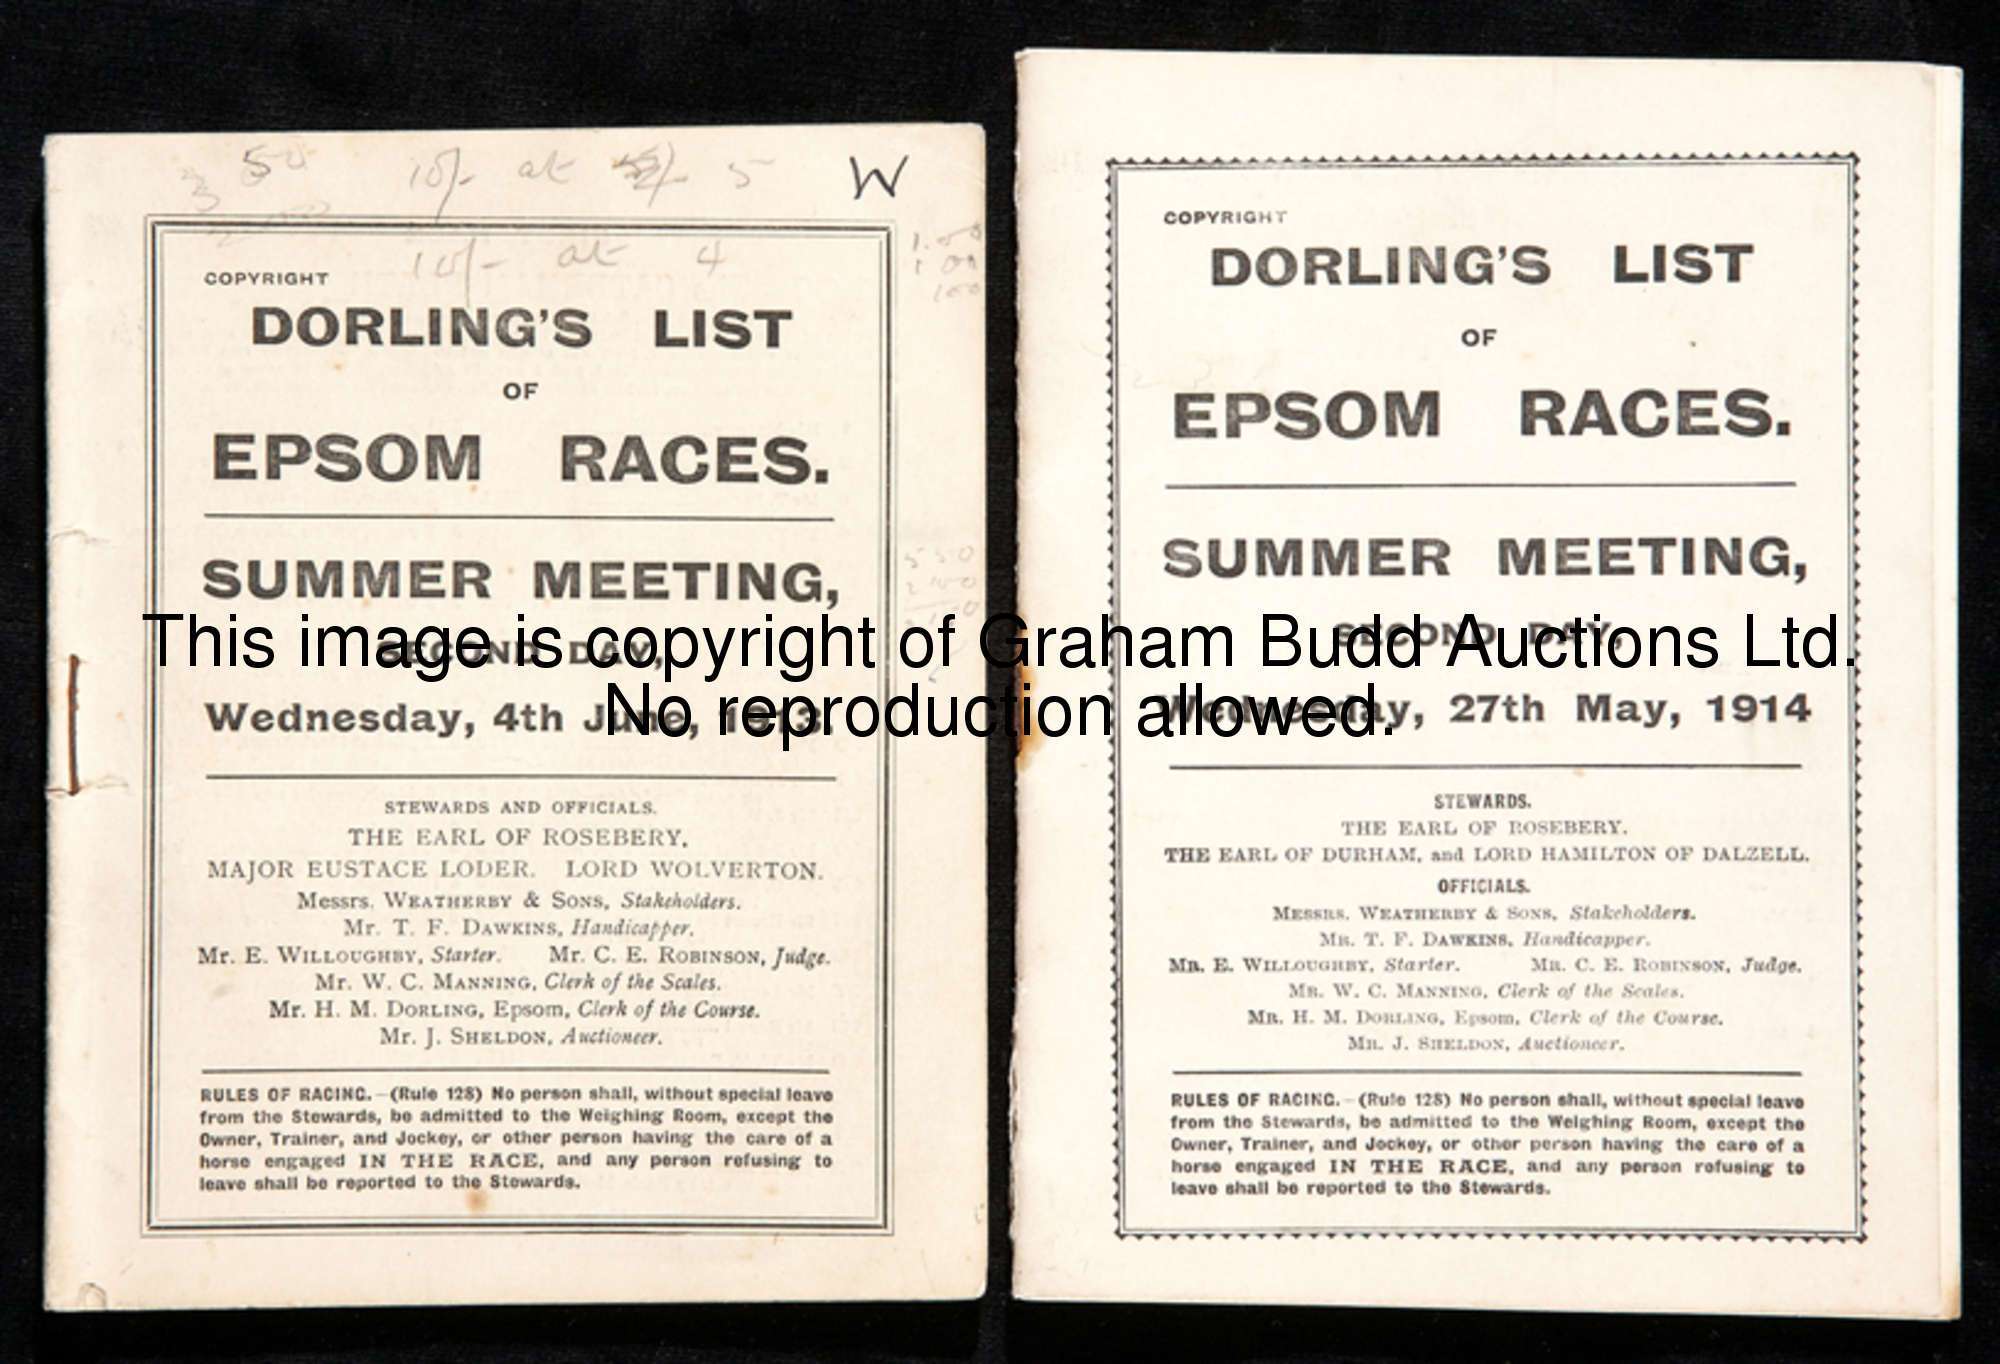 50 10/- at 5 W
10/- at 4
COPYRIGHT
DORLING'S LIST
OF
EPSOM RACES.
SUMMER MEETING,
SECOND DAY,
Wednesday, 4th June, 1913.
STEWARDS AND OFFICIALS.
THE EARL OF ROSEBERY.
MAJOR EUSTACE LODER. LORD WOLVERTON.
Messrs. WEATHERBY & SONS, Stakeholders.
Mr. T. F. DAWKINS, Handicapper.
Mr. E. WILLOUGHBY, Starter. Mr. C. E. ROBINSON, Judge.
Mr. W. C. MANNING, Clerk of the Scales.
Mr. H. M. DORLING, Epsom, Clerk of the Course.
Mr. J. SHELDON, Auctioneer.
RULES OF RACING.—(Rule 128) No person shall, without special leave
from the Stewards, be admitted to the Weighing Room, except the
Owner, Trainer, and Jockey, or other person having the care of a
horse engaged IN THE RACE, and any person refusing to
leave shall be reported to the Stewards.
COPYRIGHT
DORLING'S LIST
OF
EPSOM RACES.
SUMMER MEETING,
SECOND DAY,
Wednesday, 27th May, 1914
STEWARDS.
THE EARL OF ROSEBERY.
THE EARL OF DURHAM, and LORD HAMILTON OF DALZELL.
OFFICIALS.
MESSRS. WEATHERBY & SONS, Stakeholders.
MR. T. F. DAWKINS, Handicapper.
MR. E. WILLOUGHBY, Starter. MR. C. E. ROBINSON, Judge.
MR. W. C. MANNING, Clerk of the Scales.
MR. H. M. DORLING, Epsom, Clerk of the Course.
MR. J. SHELDON, Auctioneer.
RULES OF RACING.—(Rule 128) No person shall, without special leave
from the Stewards, be admitted to the Weighing Room, except the
Owner, Trainer, and Jockey, or other person having the care of a
horse engaged IN THE RACE, and any person refusing to
leave shall be reported to the Stewards.
This image is copyright of Graham Budd Auctions Ltd.
No reproduction allowed.